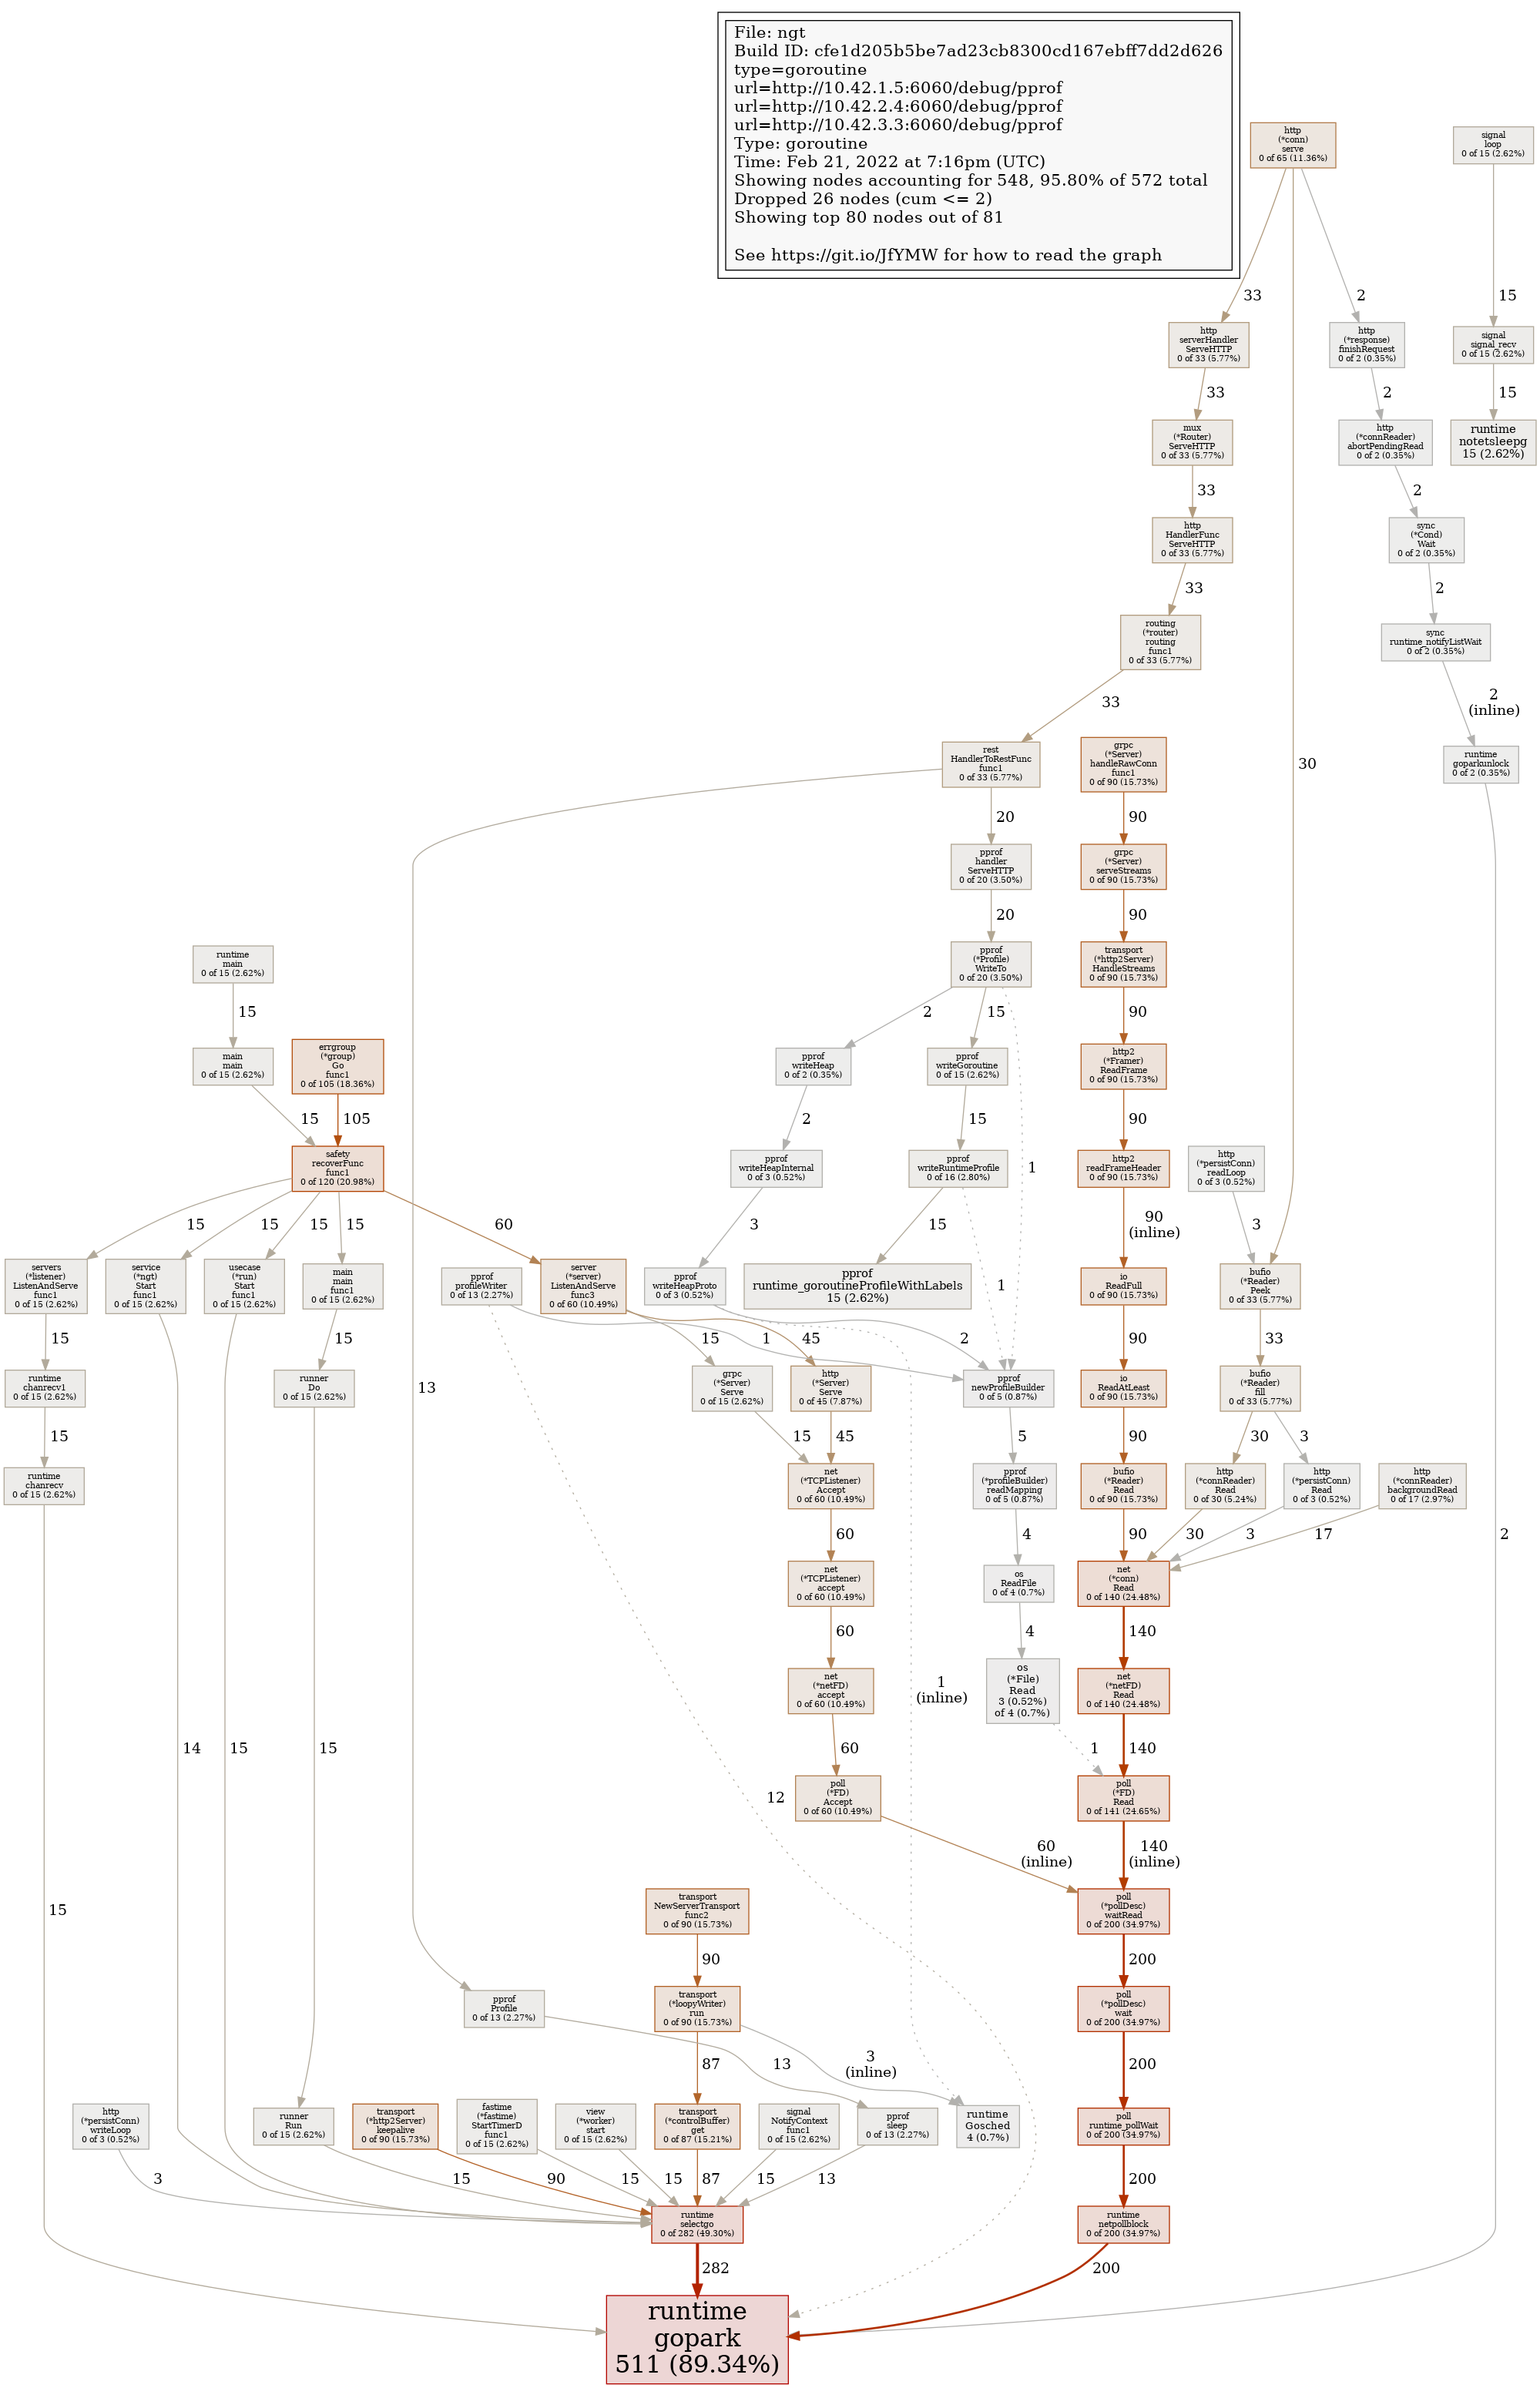 File: ngt
Build ID: cfe1d205b5be7ad23cb8300cd167ebff7dd2d626
type=goroutine
url=http://10.42.1.5:6060/debug/pprof
url=http://10.42.2.4:6060/debug/pprof
url=http://10.42.3.3:6060/debug/pprof
Type: goroutine
Time: Feb 21, 2022 at 7:16pm (UTC)
Showing nodes accounting for 548, 95.80% of 572 total
Dropped 26 nodes (cum <= 2)
Showing top 80 nodes out of 81
See https://git.io/JfYMW for how to read the graph
http
(*conn)
serve
0 of 65 (11.36%)
signal
loop
0 of 15 (2.62%)
33
2
15
http
serverHandler
ServeHTTP
0 of 33 (5.77%)
http
(*response)
finishRequest
0 of 2 (0.35%)
signal
signal_recv
0 of 15 (2.62%)
33
2
15
mux
(*Router)
ServeHTTP
0 of 33 (5.77%)
http
(*connReader)
abortPendingRead
0 of 2 (0.35%)
runtime
notetsleepg
15 (2.62%)
33
2
http
HandlerFunc
ServeHTTP
0 of 33 (5.77%)
sync
(*Cond)
Wait
0 of 2 (0.35%)
33
2
routing
(*router)
routing
func1
0 of 33 (5.77%)
sync
runtime_notifyListWait
0 of 2 (0.35%)
33
2
(inline)
rest
HandlerToRestFunc
func1
0 of 33 (5.77%)
grpc
(*Server)
handleRawConn
func1
0 of 90 (15.73%)
30
runtime
goparkunlock
0 of 2 (0.35%)
20
90
pprof
handler
ServeHTTP
0 of 20 (3.50%)
grpc
(*Server)
serveStreams
0 of 90 (15.73%)
20
90
runtime
main
0 of 15 (2.62%)
pprof
(*Profile)
WriteTo
0 of 20 (3.50%)
transport
(*http2Server)
HandleStreams
0 of 90 (15.73%)
15
2
15
90
main
main
0 of 15 (2.62%)
errgroup
(*group)
Go
func1
0 of 105 (18.36%)
pprof
writeHeap
0 of 2 (0.35%)
pprof
writeGoroutine
0 of 15 (2.62%)
http2
(*Framer)
ReadFrame
0 of 90 (15.73%)
15
105
2
15
90
safety
recoverFunc
func1
0 of 120 (20.98%)
pprof
writeHeapInternal
0 of 3 (0.52%)
pprof
writeRuntimeProfile
0 of 16 (2.80%)
1
http2
readFrameHeader
0 of 90 (15.73%)
http
(*persistConn)
readLoop
0 of 3 (0.52%)
15
15
15
15
60
3
15
90
(inline)
3
servers
(*listener)
ListenAndServe
func1
0 of 15 (2.62%)
service
(*ngt)
Start
func1
0 of 15 (2.62%)
usecase
(*run)
Start
func1
0 of 15 (2.62%)
main
main
func1
0 of 15 (2.62%)
pprof
profileWriter
0 of 13 (2.27%)
server
(*server)
ListenAndServe
func3
0 of 60 (10.49%)
pprof
writeHeapProto
0 of 3 (0.52%)
pprof
runtime_goroutineProfileWithLabels
15 (2.62%)
1
io
ReadFull
0 of 90 (15.73%)
bufio
(*Reader)
Peek
0 of 33 (5.77%)
15
15
15
1
45
2
90
33
runtime
chanrecv1
0 of 15 (2.62%)
runner
Do
0 of 15 (2.62%)
13
grpc
(*Server)
Serve
0 of 15 (2.62%)
http
(*Server)
Serve
0 of 45 (7.87%)
pprof
newProfileBuilder
0 of 5 (0.87%)
io
ReadAtLeast
0 of 90 (15.73%)
bufio
(*Reader)
fill
0 of 33 (5.77%)
15
15
45
5
90
30
3
runtime
chanrecv
0 of 15 (2.62%)
net
(*TCPListener)
Accept
0 of 60 (10.49%)
pprof
(*profileBuilder)
readMapping
0 of 5 (0.87%)
bufio
(*Reader)
Read
0 of 90 (15.73%)
http
(*connReader)
Read
0 of 30 (5.24%)
http
(*persistConn)
Read
0 of 3 (0.52%)
http
(*connReader)
backgroundRead
0 of 17 (2.97%)
60
4
90
30
3
17
2
net
(*TCPListener)
accept
0 of 60 (10.49%)
os
ReadFile
0 of 4 (0.7%)
net
(*conn)
Read
0 of 140 (24.48%)
60
4
140
net
(*netFD)
accept
0 of 60 (10.49%)
1
(inline)
os
(*File)
Read
3 (0.52%)
of 4 (0.7%)
net
(*netFD)
Read
0 of 140 (24.48%)
14
15
15
60
1
140
12
poll
(*FD)
Accept
0 of 60 (10.49%)
poll
(*FD)
Read
0 of 141 (24.65%)
60
(inline)
140
(inline)
15
transport
NewServerTransport
func2
0 of 90 (15.73%)
poll
(*pollDesc)
waitRead
0 of 200 (34.97%)
90
200
pprof
Profile
0 of 13 (2.27%)
transport
(*loopyWriter)
run
0 of 90 (15.73%)
poll
(*pollDesc)
wait
0 of 200 (34.97%)
87
13
3
(inline)
200
http
(*persistConn)
writeLoop
0 of 3 (0.52%)
runner
Run
0 of 15 (2.62%)
transport
(*http2Server)
keepalive
0 of 90 (15.73%)
fastime
(*fastime)
StartTimerD
func1
0 of 15 (2.62%)
view
(*worker)
start
0 of 15 (2.62%)
transport
(*controlBuffer)
get
0 of 87 (15.21%)
signal
NotifyContext
func1
0 of 15 (2.62%)
pprof
sleep
0 of 13 (2.27%)
runtime
Gosched
4 (0.7%)
poll
runtime_pollWait
0 of 200 (34.97%)
3
15
90
15
15
87
15
13
200
runtime
selectgo
0 of 282 (49.30%)
runtime
netpollblock
0 of 200 (34.97%)
282
200
runtime
gopark
511 (89.34%)